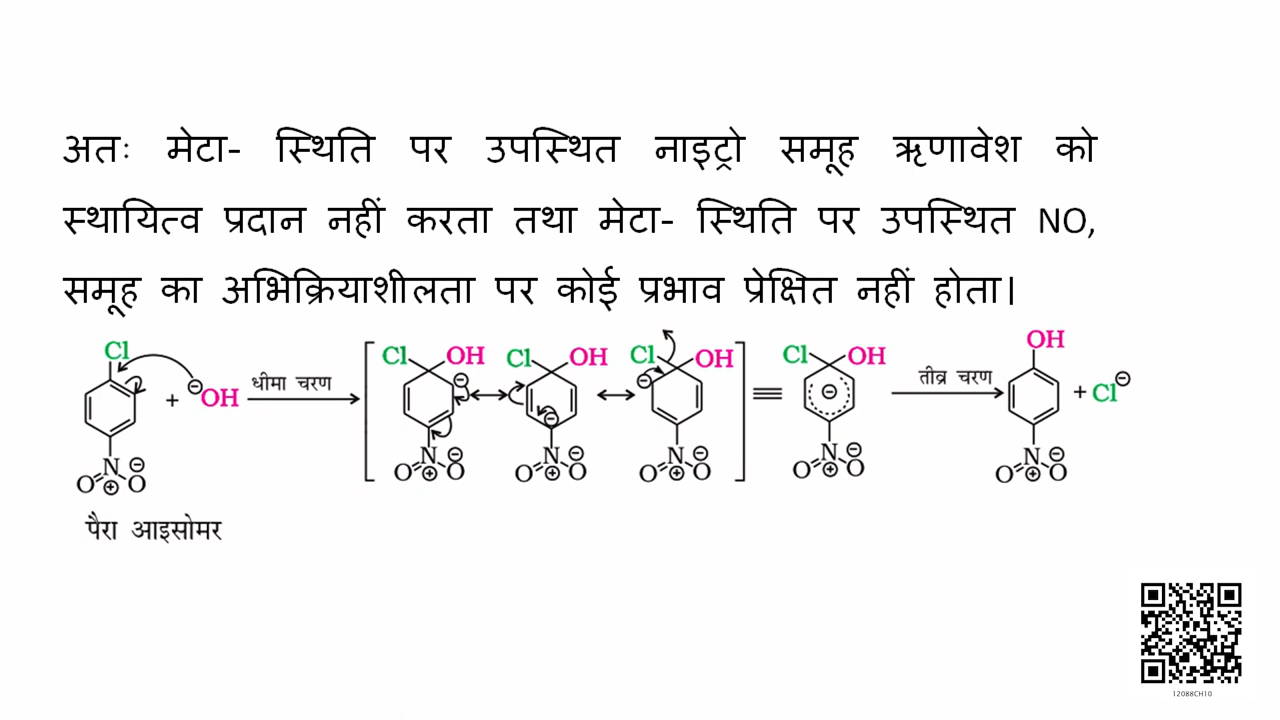 अतः मेटा- स्थिति पर उपस्थित नाइट्रो समूह ऋणावेश को
स्थायित्व प्रदान नहीं करता तथा मेटा- स्थिति पर उपस्थित NO,
समूह का अभिक्रियाशीलता पर कोई प्रभाव प्रेक्षित नहीं होता।
Cl + ⊖OH धीमा चरण Cl OH ⊖ Cl OH ⊖ Cl OH ⊖ Cl OH ⊖ तीव्र चरण OH + Cl⊖
N ⊖ O ⊕ O N ⊖ O ⊕ O N ⊖ O ⊕ O N ⊖ O ⊕ O N ⊖ O ⊕ O N ⊖ O ⊕ O
पैरा आइसोमर
12088CH10